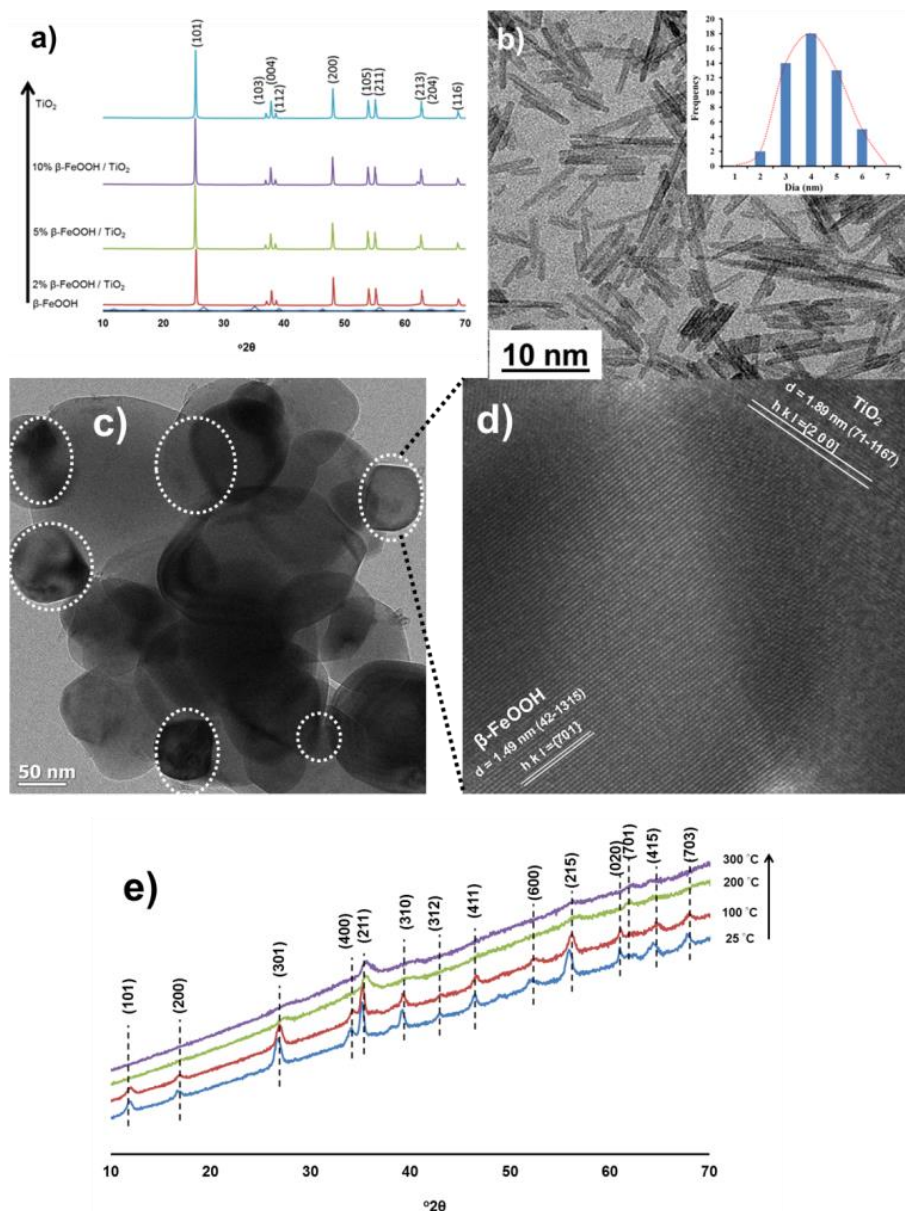 a)
(101)
(103)
(004)
(112)
(200)
(105)
(211)
(213)
(204)
(116)
TiO₂
10% β-FeOOH / TiO₂
5% β-FeOOH / TiO₂
2% β-FeOOH / TiO₂
β-FeOOH
10 20 30 40 50 60 70
°2θ
b)
20
18
16
14
12
10
8
6
4
2
0
Frequency
1 2 3 4 5 6 7
Dia (nm)
10 nm
c)
50 nm
d)
TiO₂
d = 1.89 nm (71-1167)
h k l ={2 0 0]
β-FeOOH
d = 1.49 nm (42-1315)
h k l ={701}
e)
(101)
(200)
(301)
(400)
(211)
(310)
(312)
(411)
(600)
(215)
(020)
(701)
(415)
(703)
300 °C
200 °C
100 °C
25 °C
10 20 30 40 50 60 70
°2θ